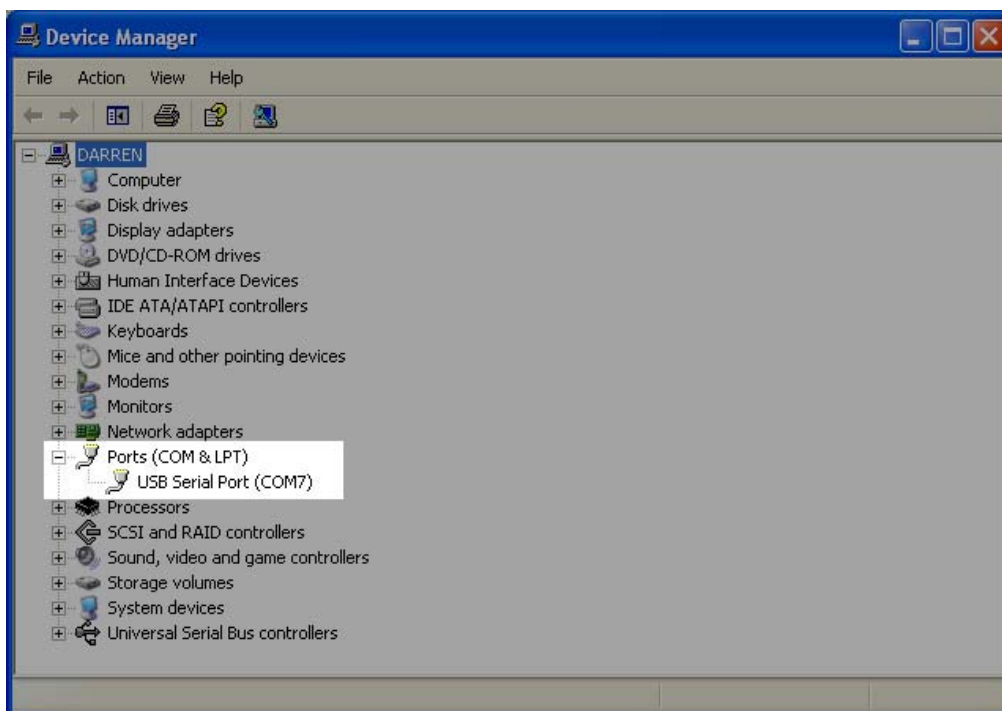 Device Manager
File Action View Help
DARREN
Computer
Disk drives
Display adapters
DVD/CD-ROM drives
Human Interface Devices
IDE ATA/ATAPI controllers
Keyboards
Mice and other pointing devices
Modems
Monitors
Network adapters
Ports (COM & LPT)
USB Serial Port (COM7)
Processors
SCSI and RAID controllers
Sound, video and game controllers
Storage volumes
System devices
Universal Serial Bus controllers